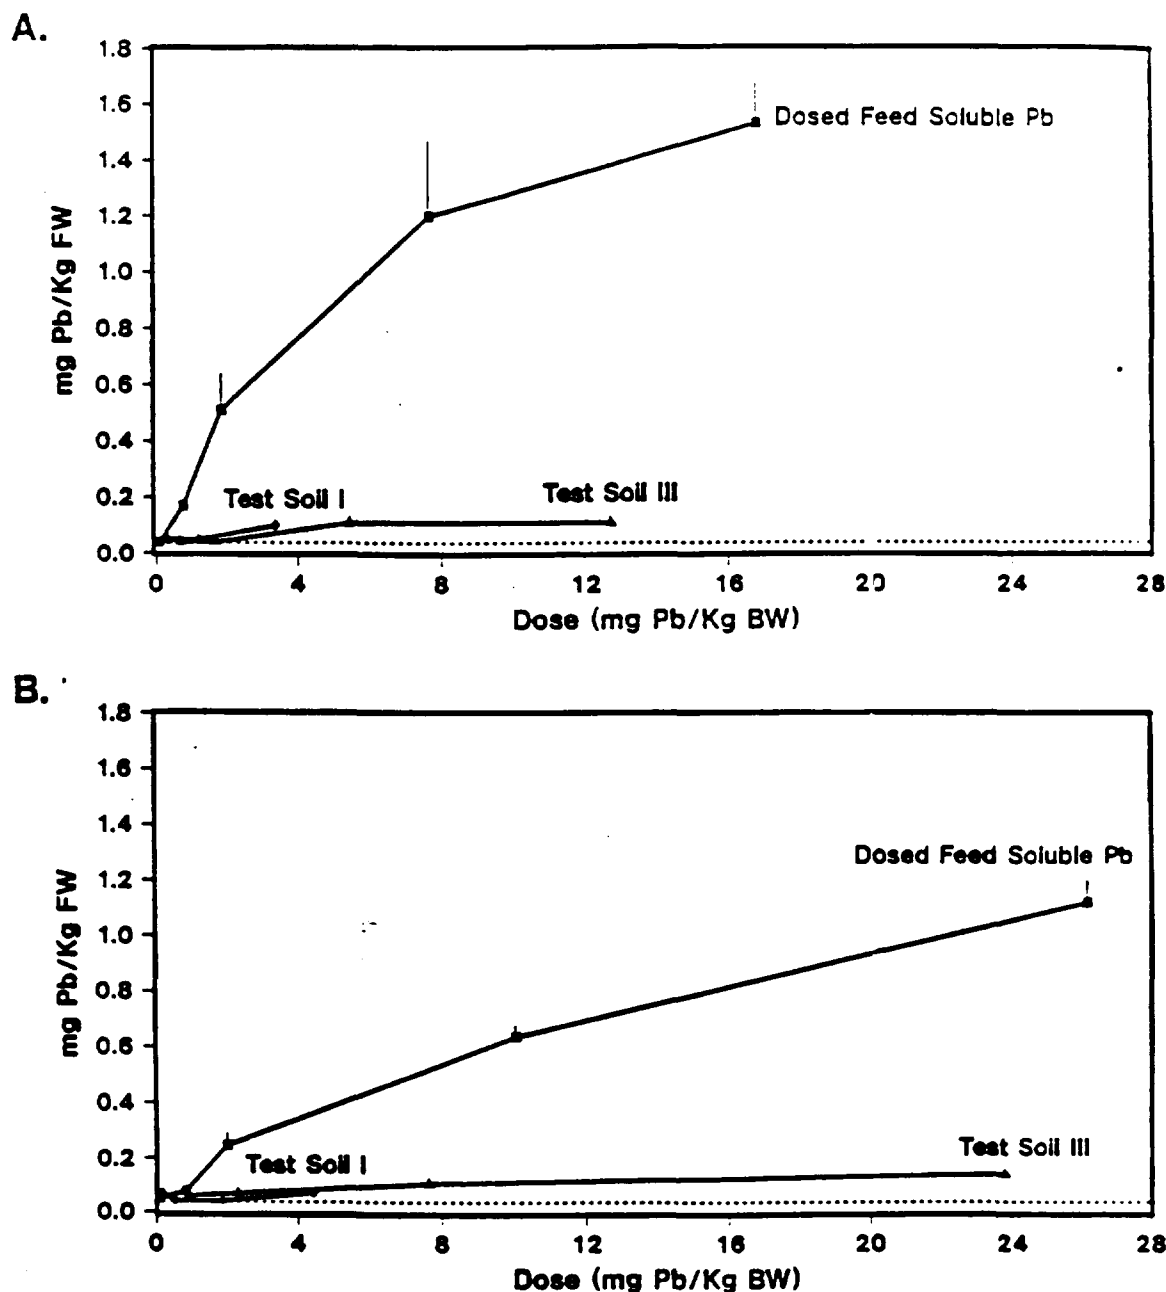 A.
1.8
1.6
Dosed Feed Soluble Pb
1.4
1.2
1.0
0.8
0.6
0.4
0.2
0.0
mg Pb/Kg FW
Test Soil I
Test Soil III
0 4 8 12 16 20 24 28
Dose (mg Pb/Kg BW)
B.
1.8
1.6
1.4
1.2
1.0
0.8
0.6
0.4
0.2
0.0
mg Pb/Kg FW
Dosed Feed Soluble Pb
Test Soil I
Test Soil III
0 4 8 12 16 20 24 28
Dose (mg Pb/Kg BW)